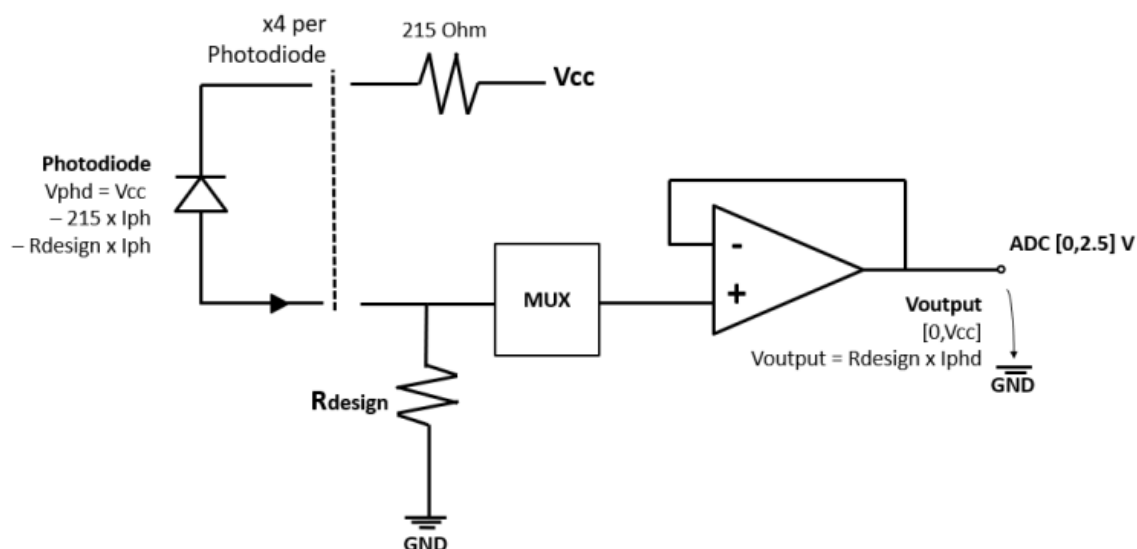 x4 per
Photodiode
215 Ohm
Vcc
Photodiode
Vphd = Vcc
– 215 x Iph
– Rdesign x Iph
MUX
-
+
ADC [0,2.5] V
Voutput
[0,Vcc]
Voutput = Rdesign x Iphd
GND
Rdesign
GND